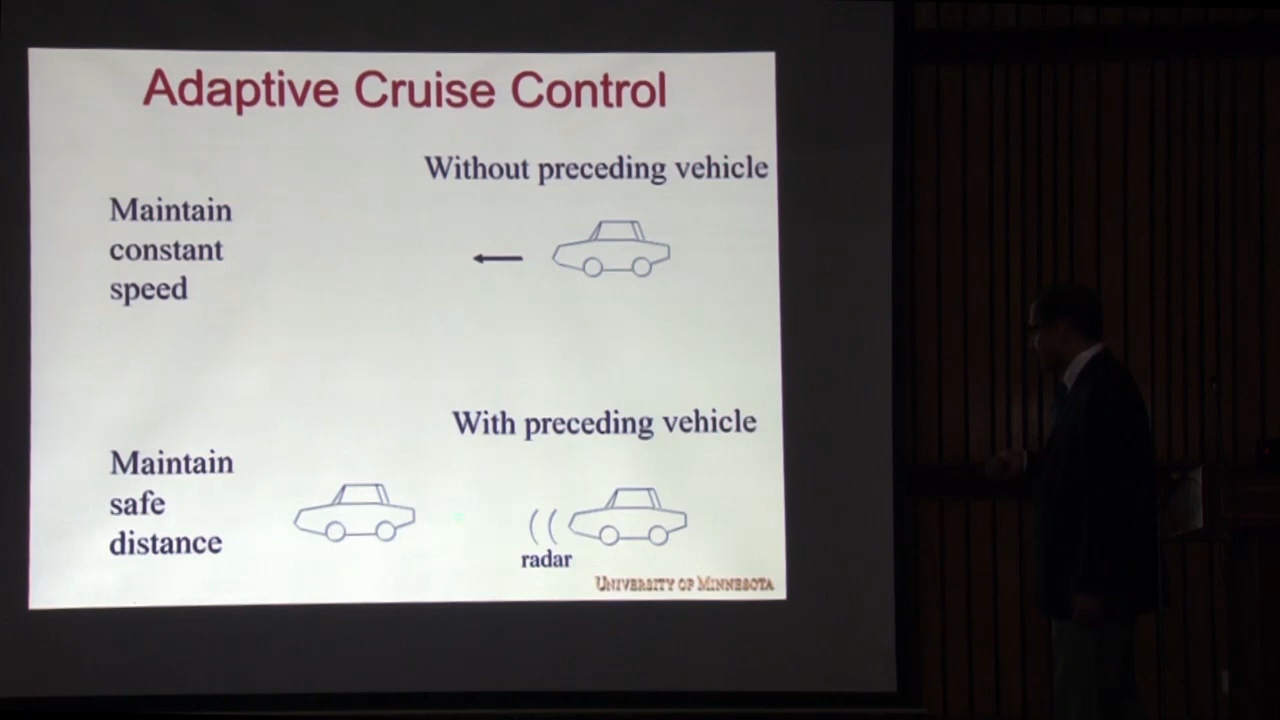 Adaptive Cruise Control
Without preceding vehicle
Maintain
constant
speed
With preceding vehicle
Maintain
safe
distance
radar
UNIVERSITY OF MINNESOTA